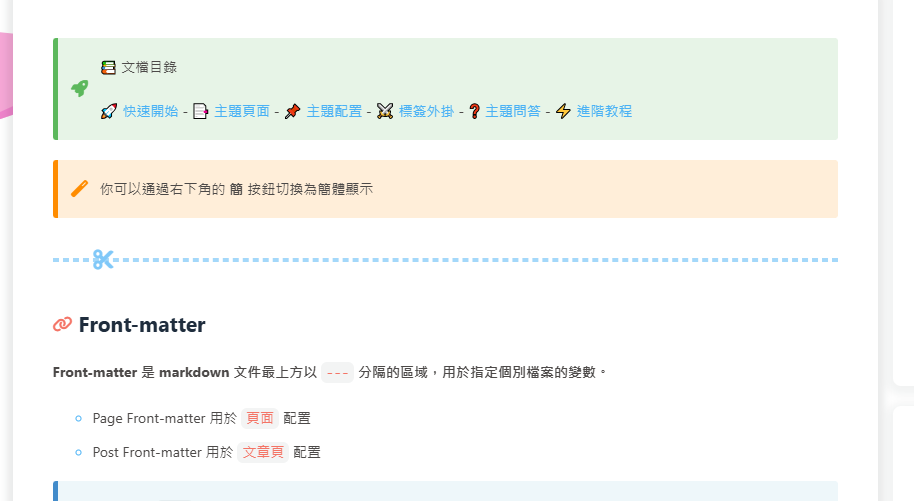 📚 文檔目錄
🚀 快速開始 - 📑 主題頁面 - 📌 主題配置 - ⚔️ 標籤外掛 - ❓ 主題問答 - ⚡️ 進階教程
你可以通過右下角的 簡 按鈕切換為簡體顯示
Front-matter
Front-matter 是 markdown 文件最上方以 --- 分隔的區域，用於指定個別檔案的變數。
Page Front-matter 用於 頁面 配置
Post Front-matter 用於 文章頁 配置